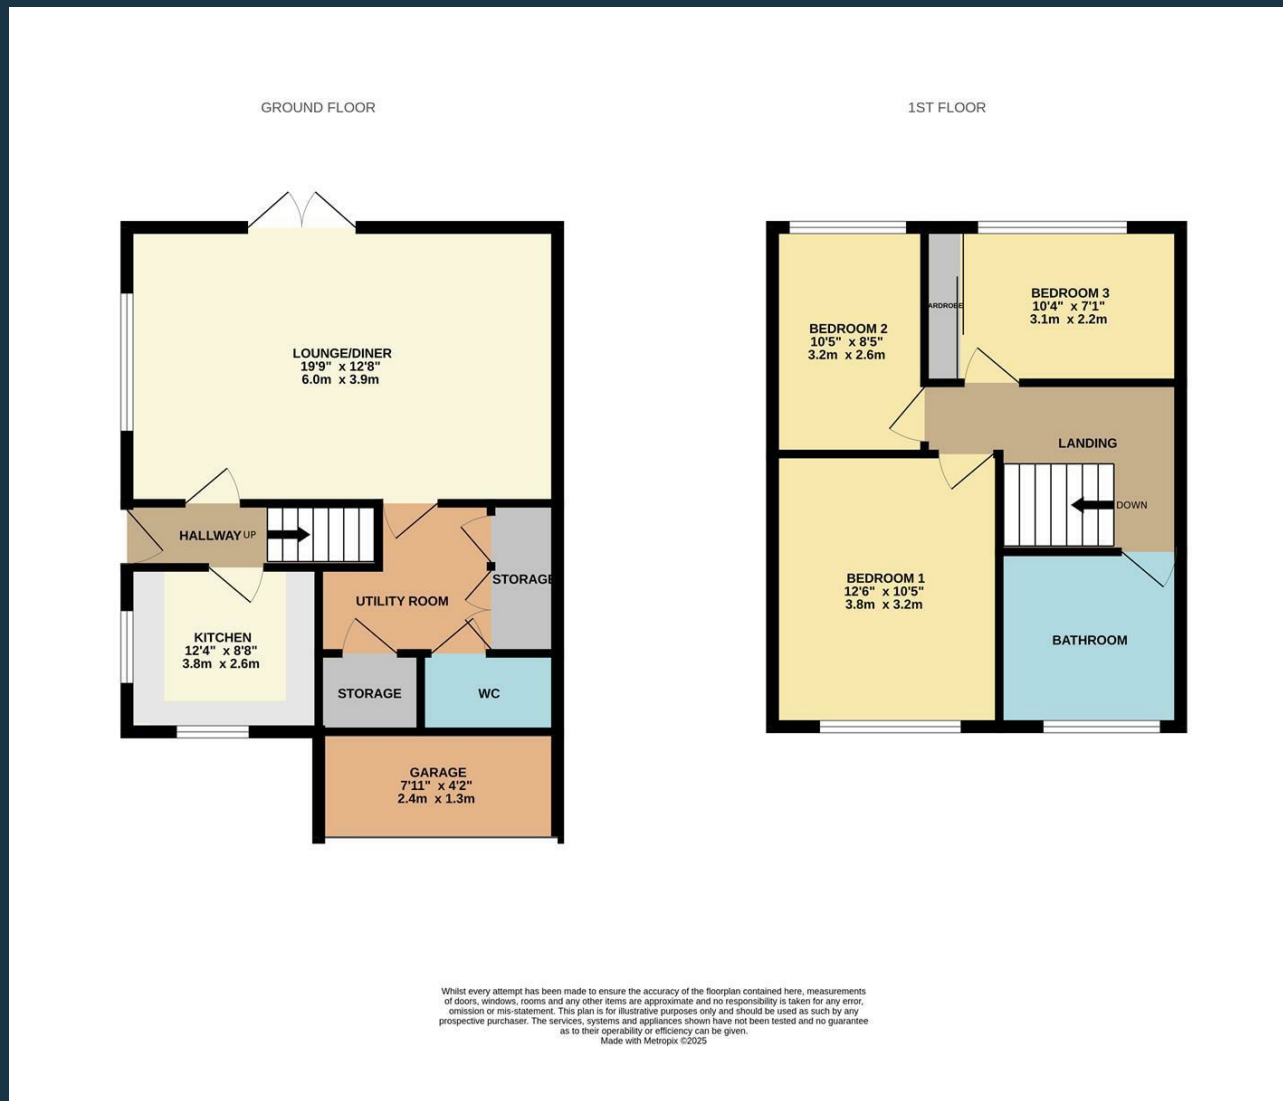 GROUND FLOOR
1ST FLOOR
LOUNGE/DINER
19'9" x 12'8"
6.0m x 3.9m
HALLWAY
UP
UTILITY ROOM
STORAGE
KITCHEN
12'4" x 8'8"
3.8m x 2.6m
STORAGE
WC
GARAGE
7'11" x 4'2"
2.4m x 1.3m
BEDROOM 2
10'5" x 8'5"
3.2m x 2.6m
ARDROBE
BEDROOM 3
10'4" x 7'1"
3.1m x 2.2m
LANDING
DOWN
BEDROOM 1
12'6" x 10'5"
3.8m x 3.2m
BATHROOM
Whilst every attempt has been made to ensure the accuracy of the floorplan contained here, measurements
of doors, windows, rooms and any other items are approximate and no responsibility is taken for any error,
omission or mis-statement. This plan is for illustrative purposes only and should be used as such by any
prospective purchaser. The services, systems and appliances shown have not been tested and no guarantee
as to their operability or efficiency can be given.
Made with Metropix ©2025